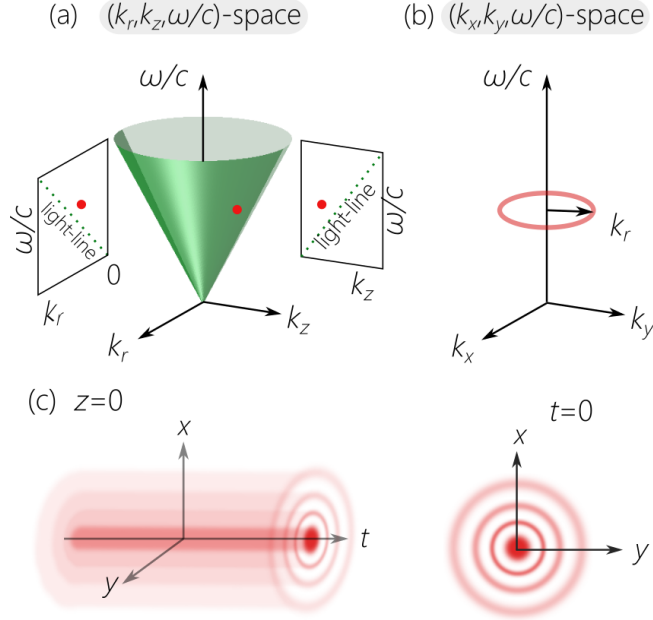 (a) (kr,kz,ω/c)-space
ω/c
ω/c
light-line
0
kr
kr
kz
light-line
ω/c
kz
(b) (kx,ky,ω/c)-space
ω/c
kr
kx
ky
(c) z=0
x
t
y
t=0
x
y